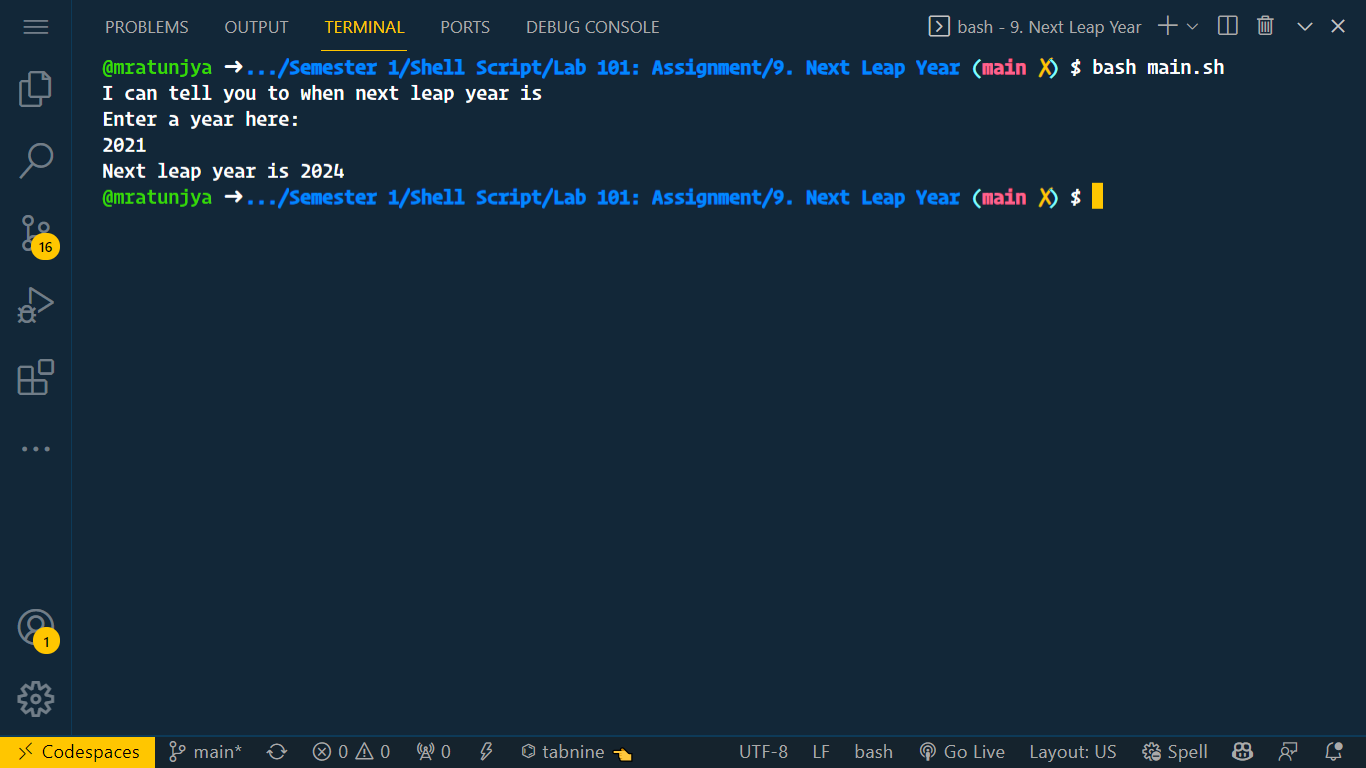 PROBLEMS OUTPUT TERMINAL PORTS DEBUG CONSOLE bash - 9. Next Leap Year
@mratunjya ➜.../Semester 1/Shell Script/Lab 101: Assignment/9. Next Leap Year (main ✗) $ bash main.sh
I can tell you to when next leap year is
Enter a year here:
2021
Next leap year is 2024
@mratunjya ➜.../Semester 1/Shell Script/Lab 101: Assignment/9. Next Leap Year (main ✗) $
16
1
Codespaces main* 0 0 0 tabnine UTF-8 LF bash Go Live Layout: US Spell